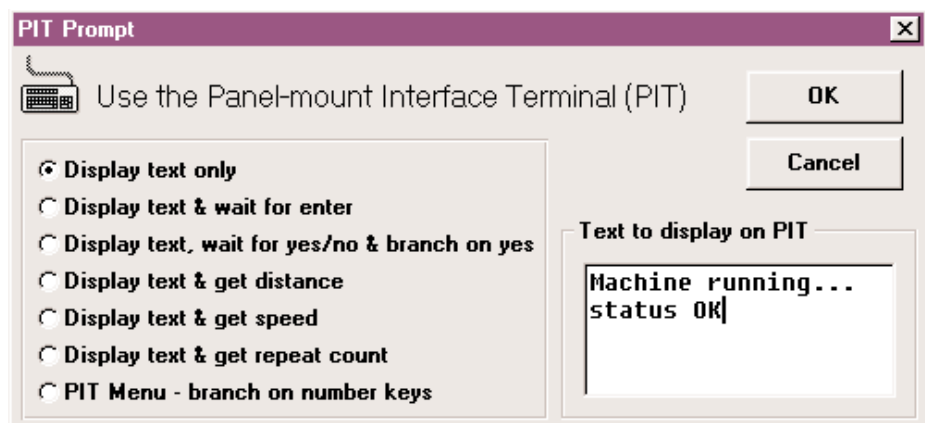 PIT Prompt
Use the Panel-mount Interface Terminal (PIT)
OK
Cancel
Display text only
Display text & wait for enter
Display text, wait for yes/no & branch on yes
Display text & get distance
Display text & get speed
Display text & get repeat count
PIT Menu - branch on number keys
Text to display on PIT
Machine running...
status OK